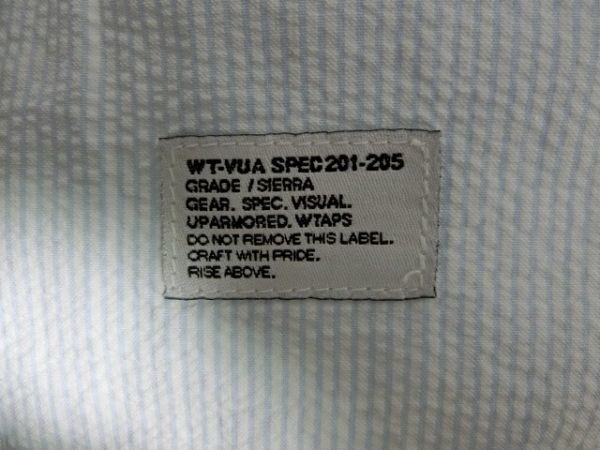 WT-VUA SPEC201-205
GRADE / SIERRA
GEAR. SPEC. VISUAL.
UPARMORED. WTAPS
DO NOT REMOVE THIS LABEL.
CRAFT WITH PRIDE.
RISE ABOVE.